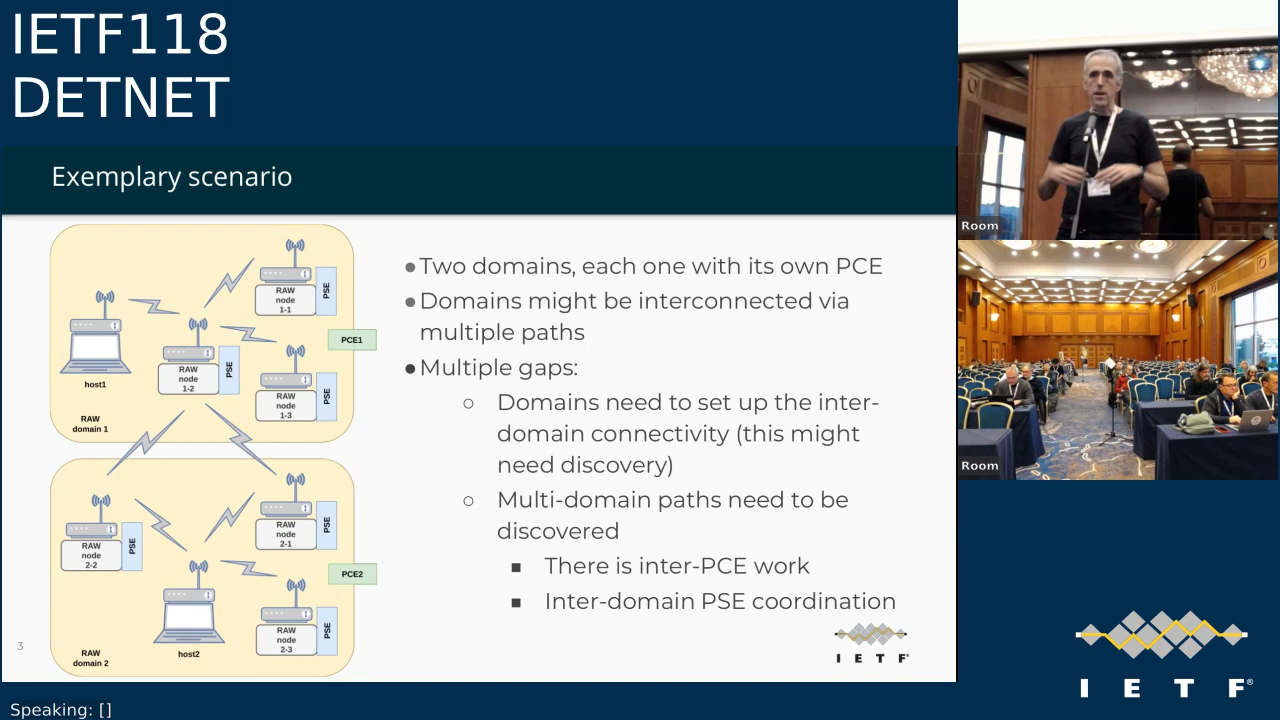 IETF118
DETNET
Exemplary scenario
RAW
node
1-1
PSE
PCE1
host1
RAW
node
1-2
PSE
RAW
node
1-3
PSE
RAW
domain 1
RAW
node
2-2
PSE
RAW
node
2-1
PSE
PCE2
host2
RAW
node
2-3
PSE
RAW
domain 2
●Two domains, each one with its own PCE
●Domains might be interconnected via
multiple paths
●Multiple gaps:
○ Domains need to set up the inter-
domain connectivity (this might
need discovery)
○ Multi-domain paths need to be
discovered
■ There is inter-PCE work
■ Inter-domain PSE coordination
3
I E T F®
Room
Room
I E T F®
Speaking: []